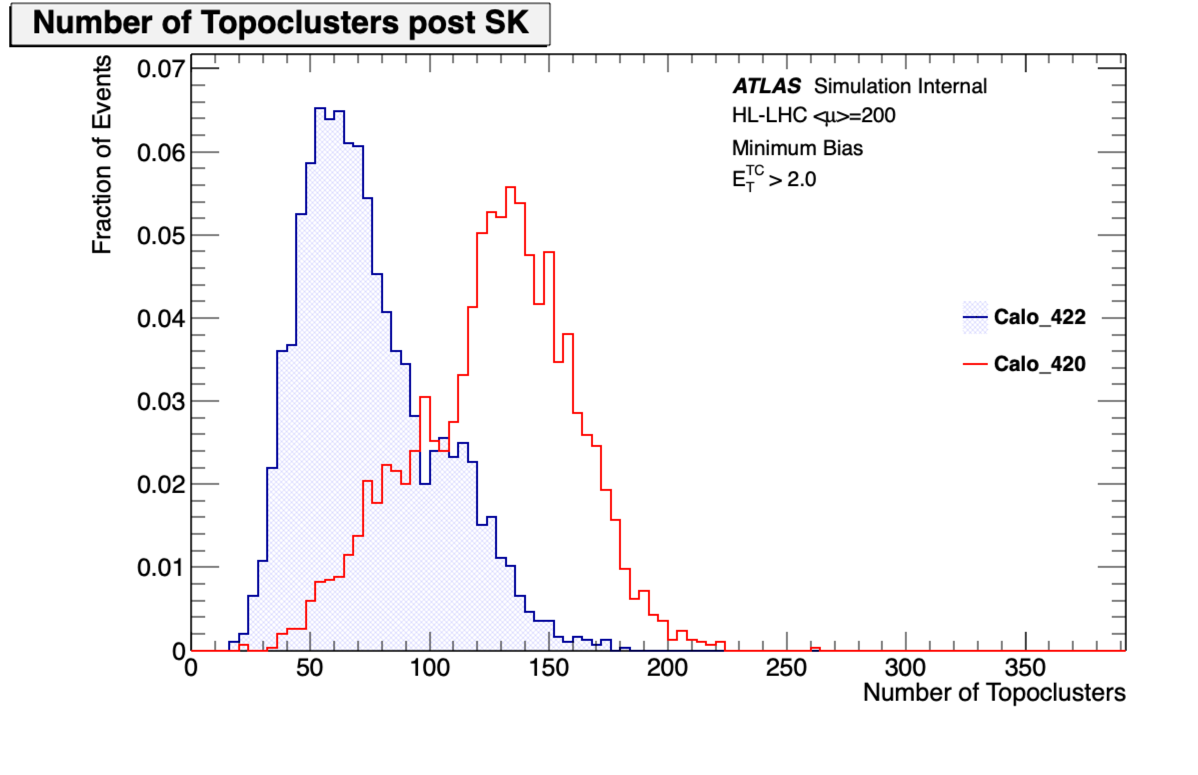 Number of Topoclusters post SK
Fraction of Events
0.07
0.06
0.05
0.04
0.03
0.02
0.01
0
ATLAS Simulation Internal
HL-LHC <μ>=200
Minimum Bias
E_T^TC > 2.0
Calo_422
Calo_420
0 50 100 150 200 250 300 350
Number of Topoclusters